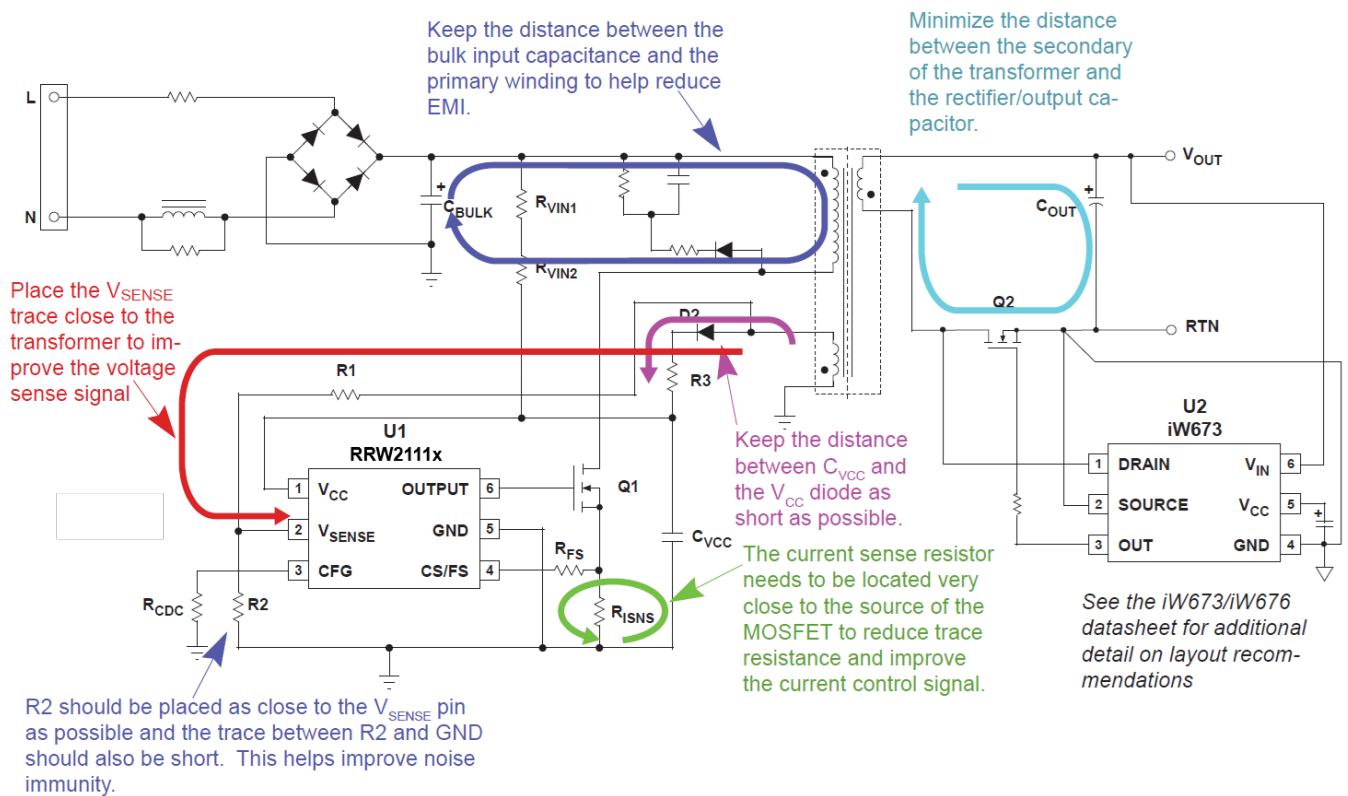 Keep the distance between the
bulk input capacitance and the
primary winding to help reduce
EMI.
Minimize the distance
between the secondary
of the transformer and
the rectifier/output ca-
pacitor.
L
N
CBULK
RVIN1
RVIN2
COUT
VOUT
Q2
RTN
Place the VSENSE
trace close to the
transformer to im-
prove the voltage
sense signal
D2
R1
R3
U1
RRW2111x
1 VCC OUTPUT 6
2 VSENSE GND 5
3 CFG CS/FS 4
Q1
RFS
CVCC
RISNS
RCDC
R2
Keep the distance
between CVCC and
the VCC diode as
short as possible.
The current sense resistor
needs to be located very
close to the source of the
MOSFET to reduce trace
resistance and improve
the current control signal.
U2
iW673
1 DRAIN VIN 6
2 SOURCE VCC 5
3 OUT GND 4
See the iW673/iW676
datasheet for additional
detail on layout recom-
mendations
R2 should be placed as close to the VSENSE pin
as possible and the trace between R2 and GND
should also be short.  This helps improve noise
immunity.